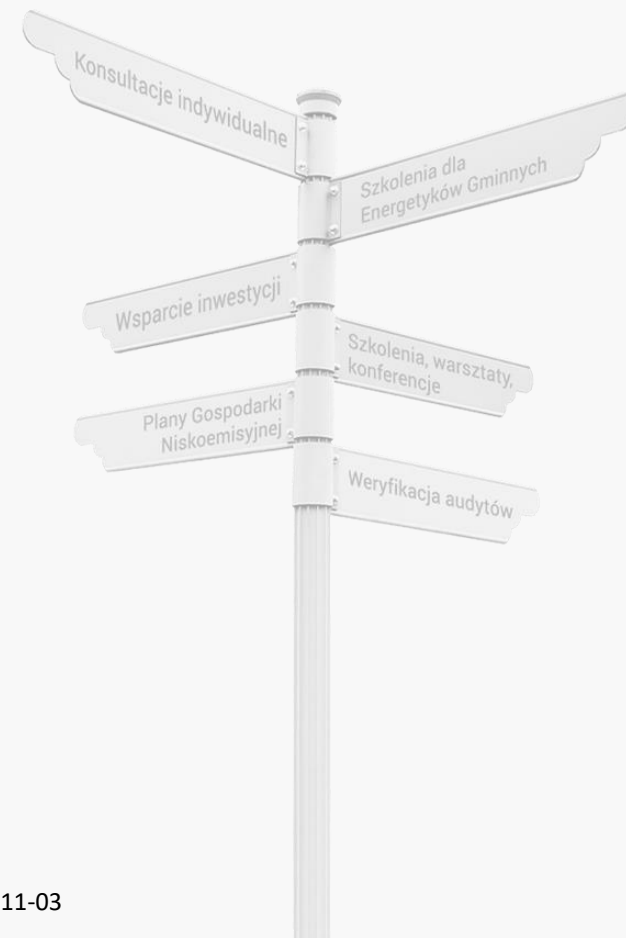 Konsultacje indywidualne
Szkolenia dla
Energetyków Gminnych
Wsparcie inwestycji
Szkolenia, warsztaty,
konferencje
Plany Gospodarki
Niskoemisyjnej
Weryfikacja audytów
11-03